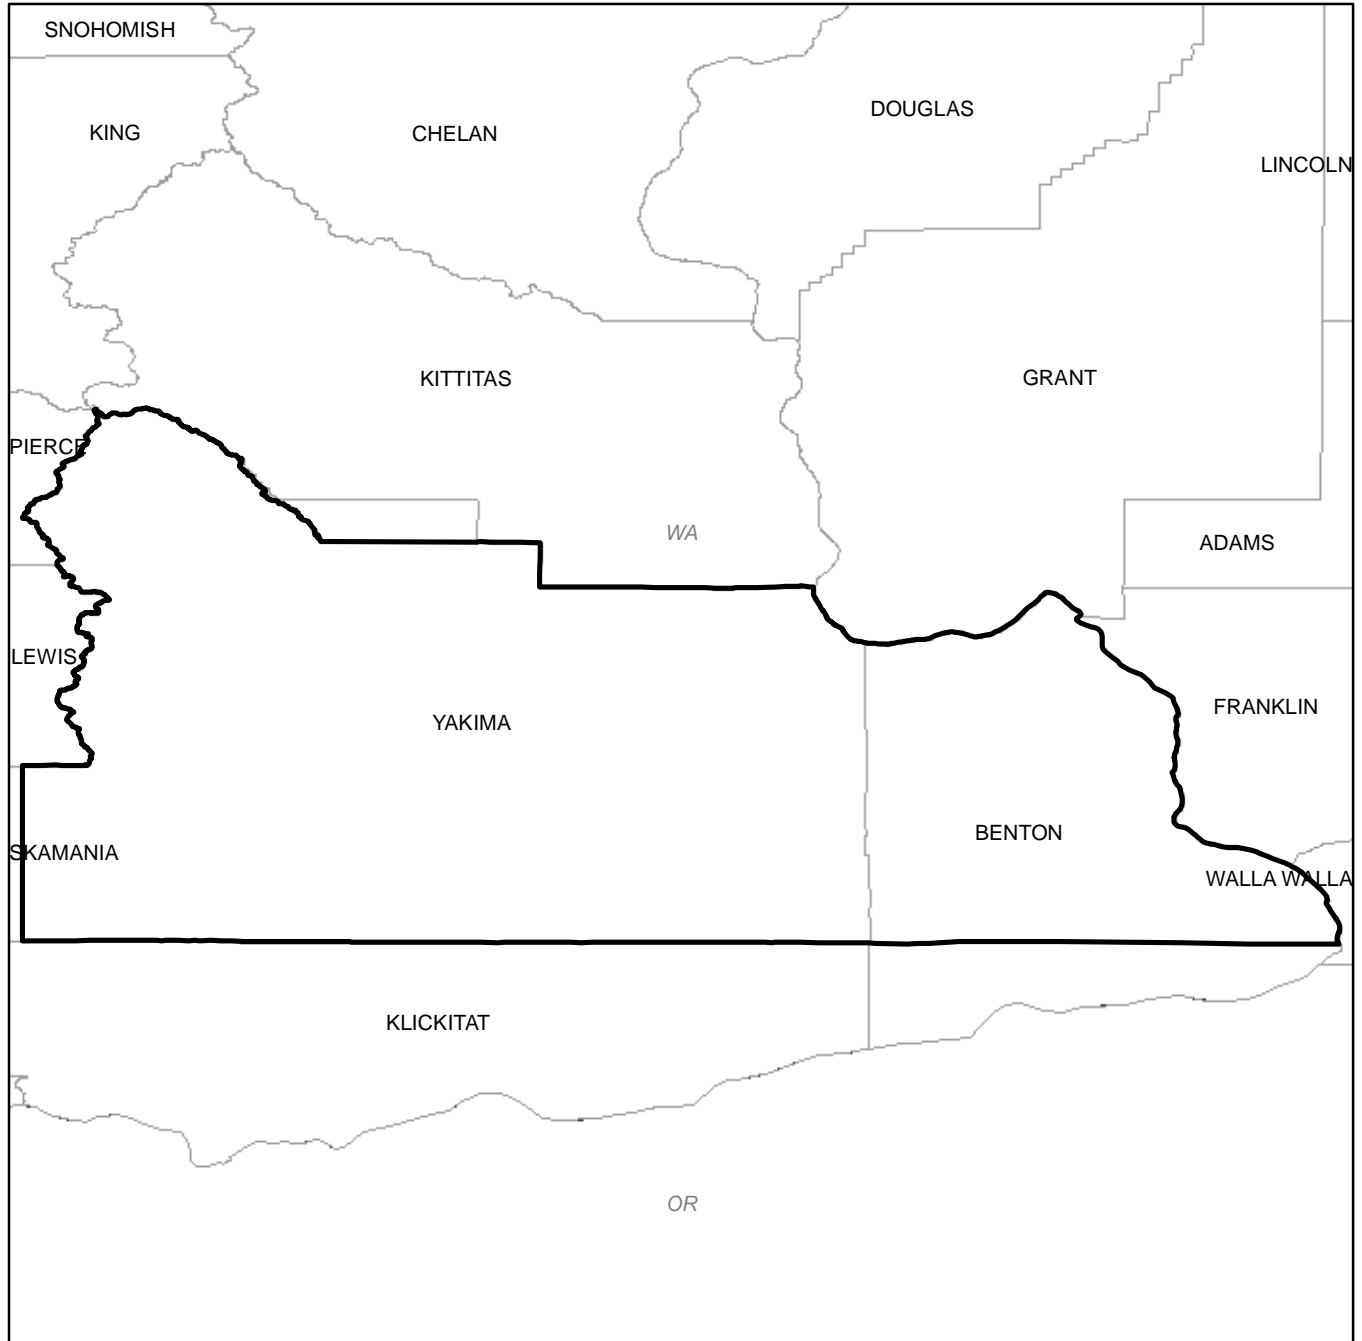 SNOHOMISH
DOUGLAS
KING
CHELAN
LINCOLN
KITTITAS
GRANT
PIERCE
WA
ADAMS
LEWIS
FRANKLIN
YAKIMA
BENTON
SKAMANIA
WALLA WALLA
KLICKITAT
OR